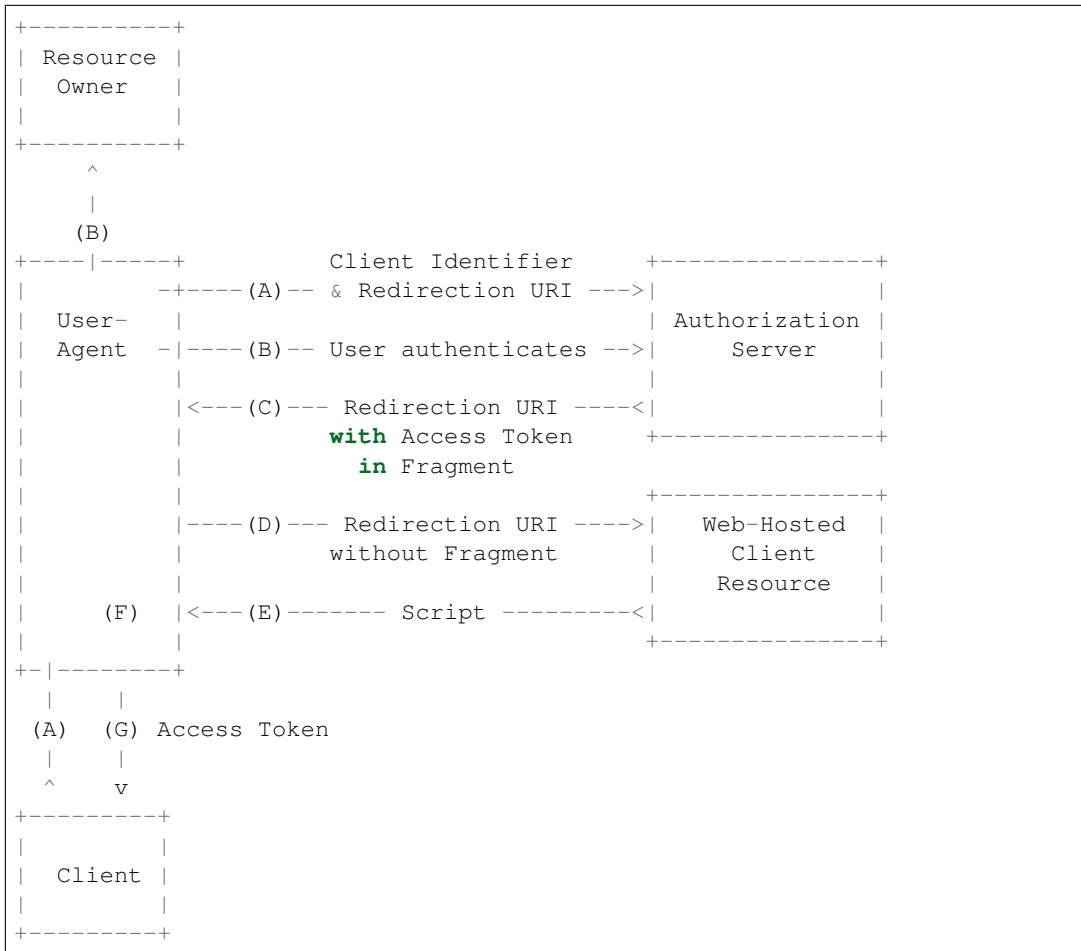 +----------+
| Resource |
|  Owner   |
|          |
+----------+
     ^
     |
    (B)
+----|-----+          Client Identifier     +---------------+
|         -+----(A)-- & Redirection URI --->|               |
|  User-   |                                | Authorization |
|  Agent  -|----(B)-- User authenticates -->|     Server    |
|          |                                |               |
|          |<---(C)--- Redirection URI ----<|               |
|          |          with Access Token     +---------------+
|          |            in Fragment
|          |                                +---------------+
|          |----(D)--- Redirection URI ---->|   Web-Hosted  |
|          |          without Fragment      |     Client    |
|          |                                |    Resource   |
|     (F)  |<---(E)------- Script ---------<|               |
|          |                                +---------------+
+-|--------+
  |    |
 (A)  (G) Access Token
  |    |
  ^    v
+---------+
|         |
|  Client |
|         |
+---------+